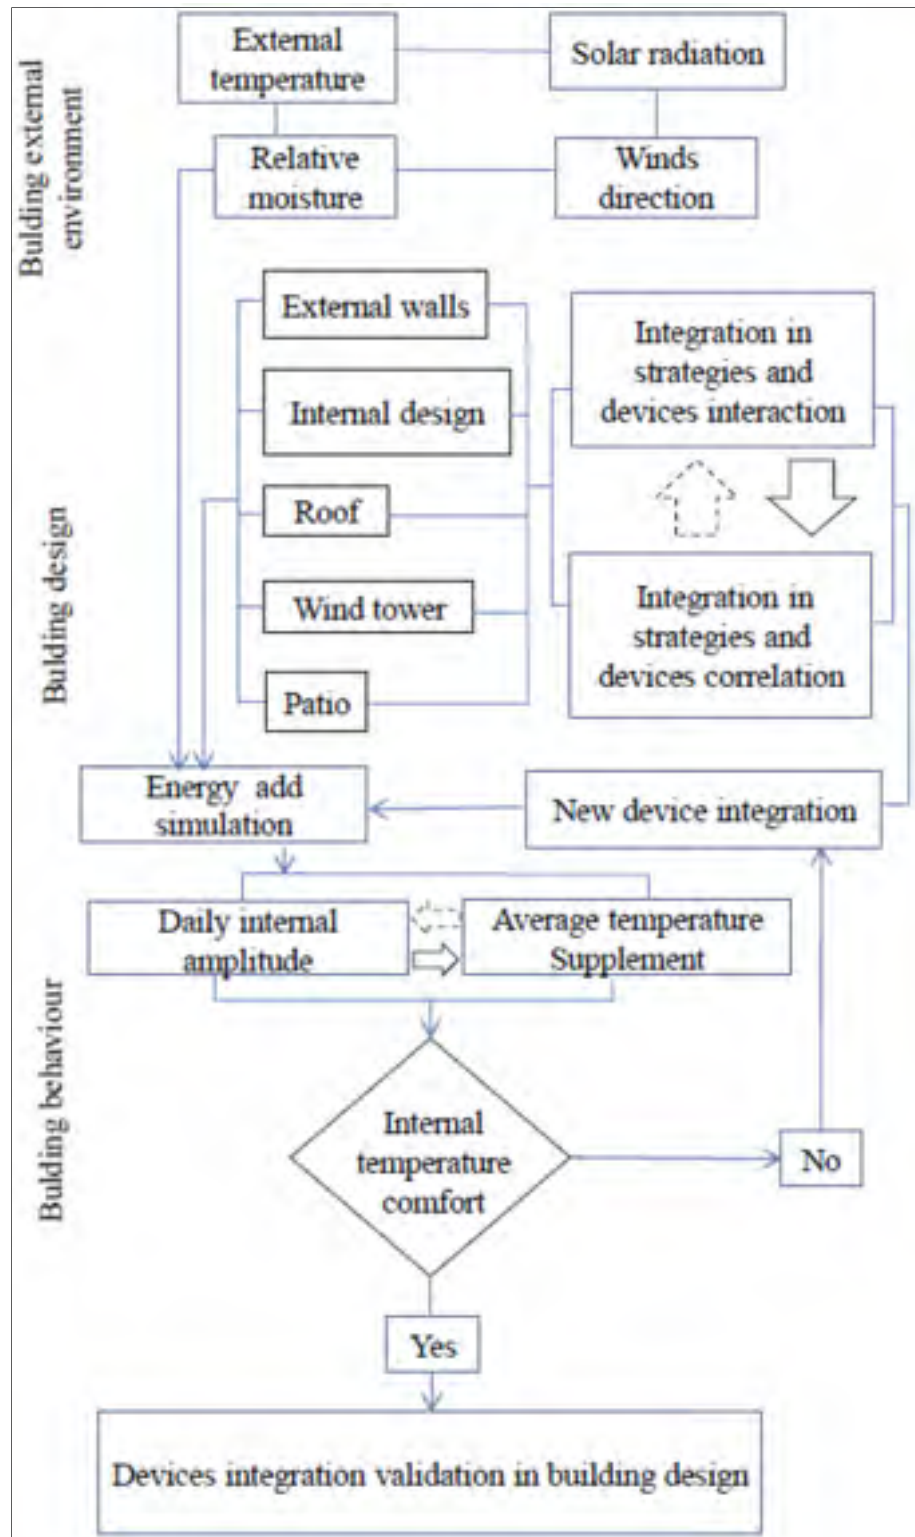 Bulding external
environment
External
temperature
Solar radiation
Relative
moisture
Winds
direction
Bulding design
External walls
Internal design
Roof
Wind tower
Patio
Integration in
strategies and
devices interaction
Integration in
strategies and
devices correlation
Energy add
simulation
New device integration
Bulding behaviour
Daily internal
amplitude
Average temperature
Supplement
Internal
temperature
comfort
No
Yes
Devices integration validation in building design